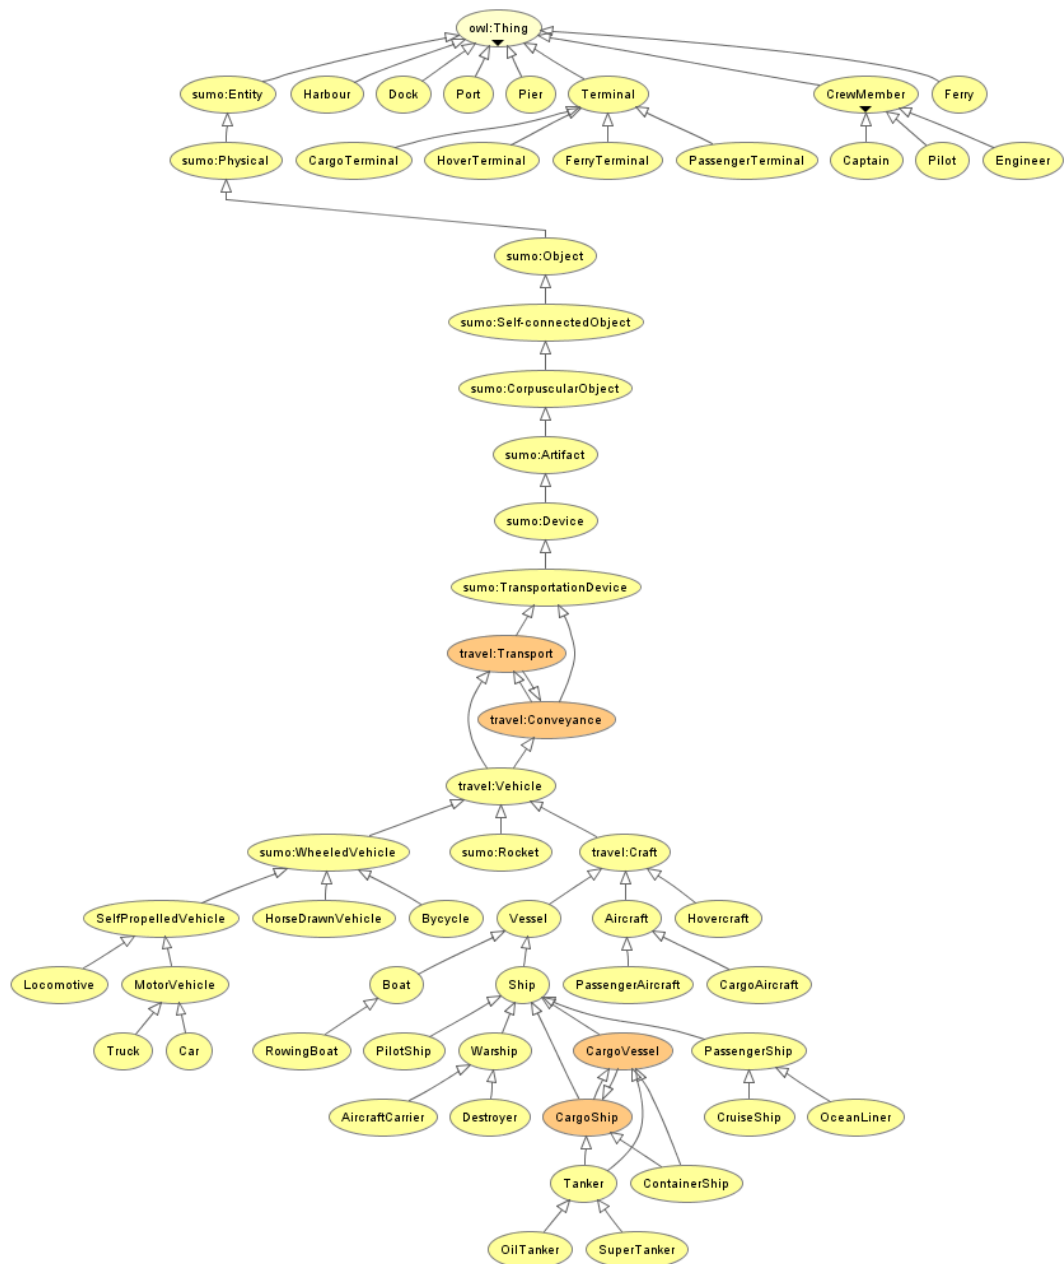 owl:Thing
sumo:Entity
Harbour
Dock
Port
Pier
Terminal
CrewMember
Ferry
sumo:Physical
CargoTerminal
HoverTerminal
FerryTerminal
PassengerTerminal
Captain
Pilot
Engineer
sumo:Object
sumo:Self-connectedObject
sumo:CorpuscularObject
sumo:Artifact
sumo:Device
sumo:TransportationDevice
travel:Transport
travel:Conveyance
travel:Vehicle
sumo:WheeledVehicle
sumo:Rocket
travel:Craft
SelfPropelledVehicle
HorseDrawnVehicle
Bycycle
Vessel
Aircraft
Hovercraft
Locomotive
MotorVehicle
Boat
Ship
PassengerAircraft
CargoAircraft
Truck
Car
RowingBoat
PilotShip
Warship
CargoVessel
PassengerShip
AircraftCarrier
Destroyer
CargoShip
CruiseShip
OceanLiner
Tanker
ContainerShip
OilTanker
SuperTanker